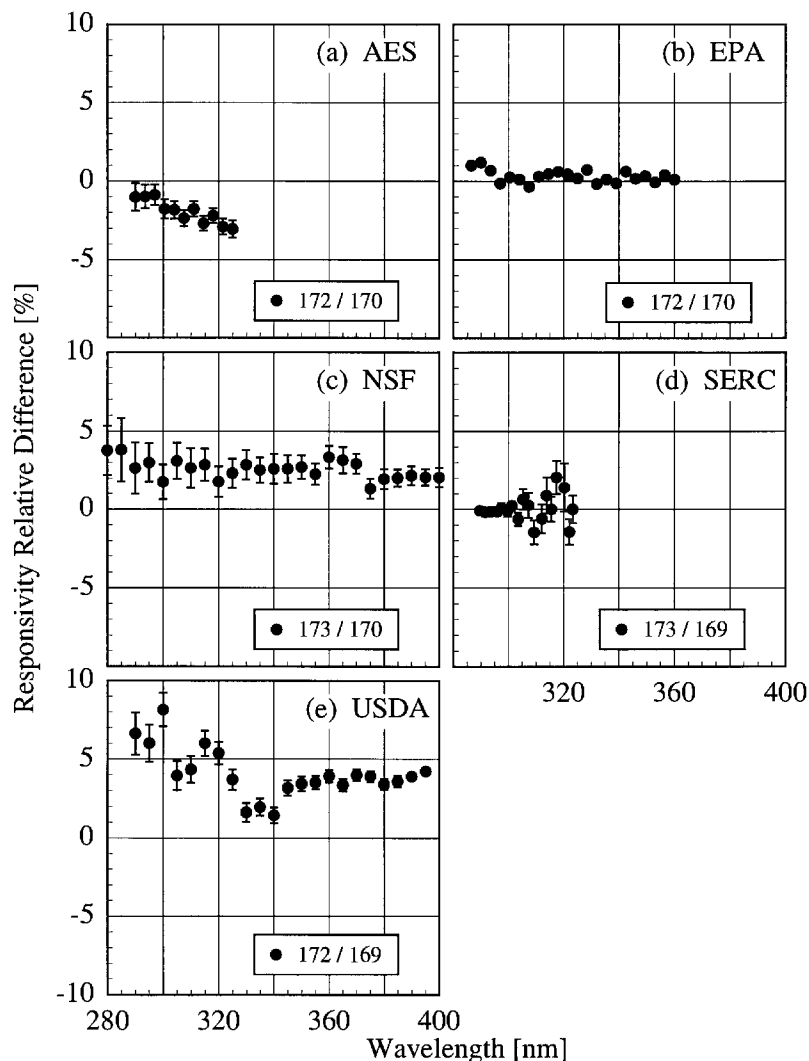 10
(a) AES
(b) EPA
5
0
-5
172 / 170
172 / 170
(c) NSF
(d) SERC
5
0
-5
173 / 170
173 / 169
10
(e) USDA
320
360
400
5
0
-5
172 / 169
-10
280
320
360
400
Wavelength [nm]
Responsivity Relative Difference [%]